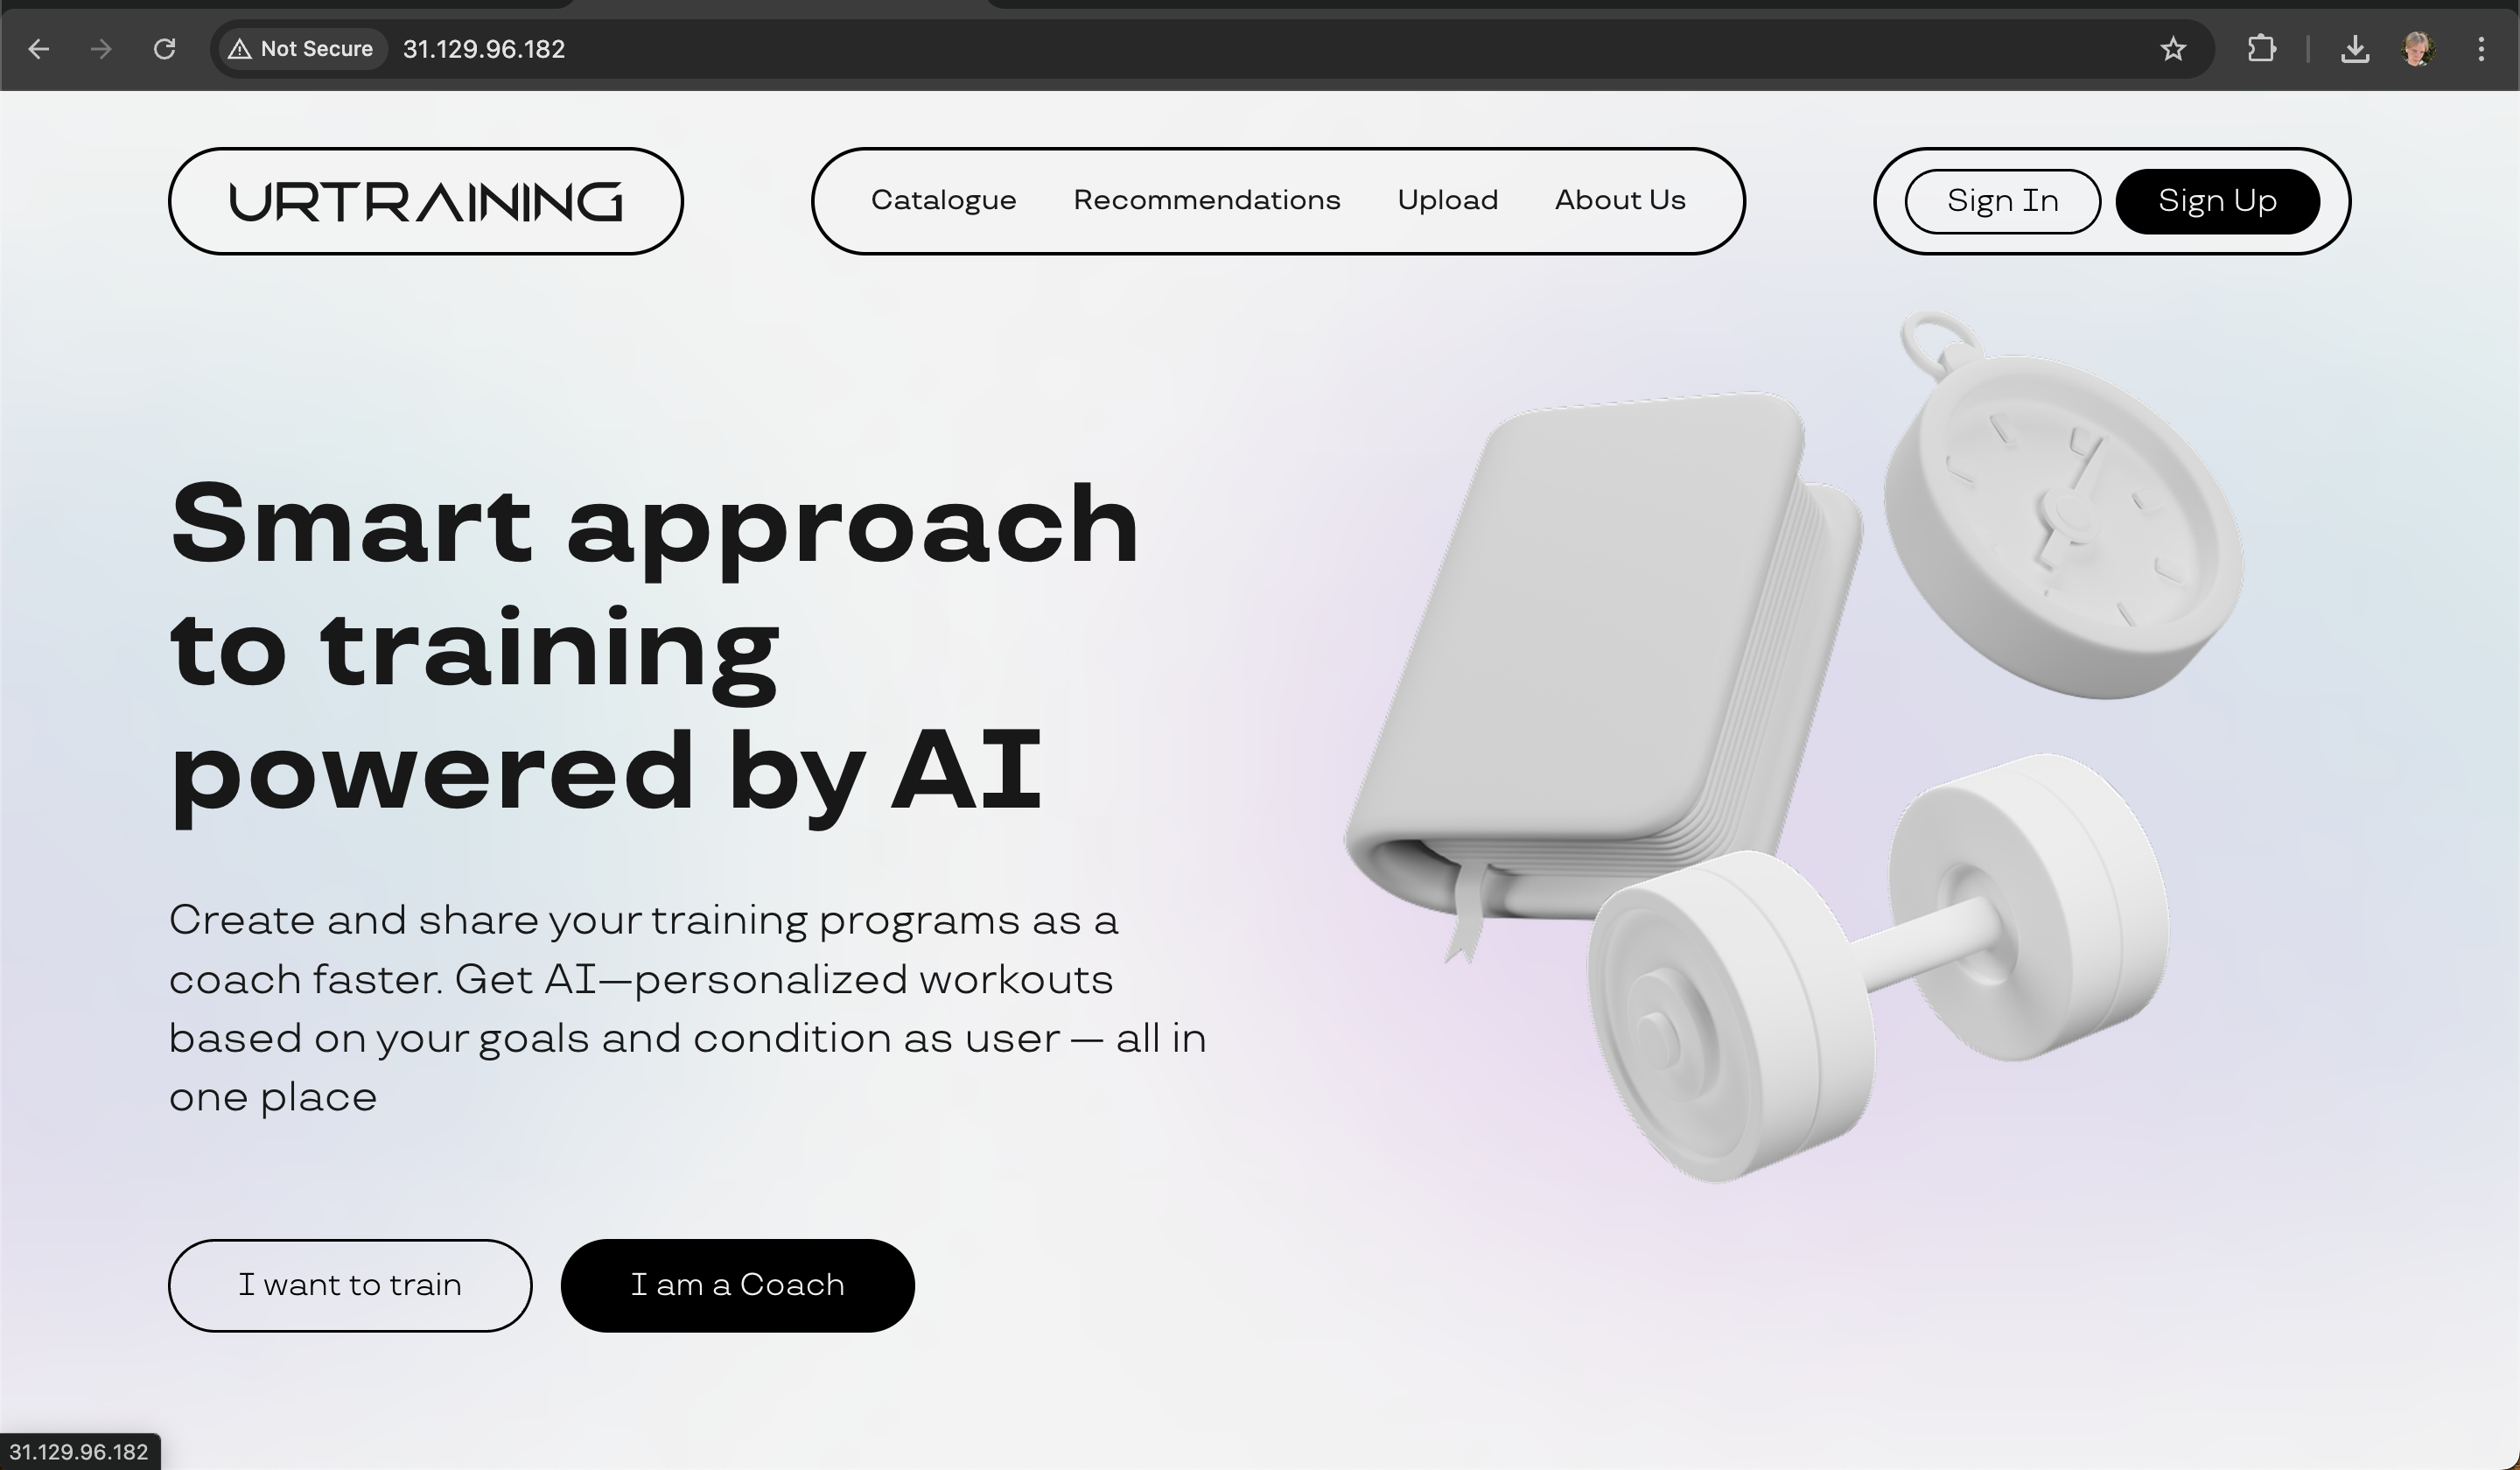 Not Secure 31.129.96.182
URTRAINING
Catalogue Recommendations Upload About Us
Sign In Sign Up
Smart approach
to training
powered by AI
Create and share your training programs as a
coach faster. Get AI—personalized workouts
based on your goals and condition as user — all in
one place
I want to train I am a Coach
31.129.96.182